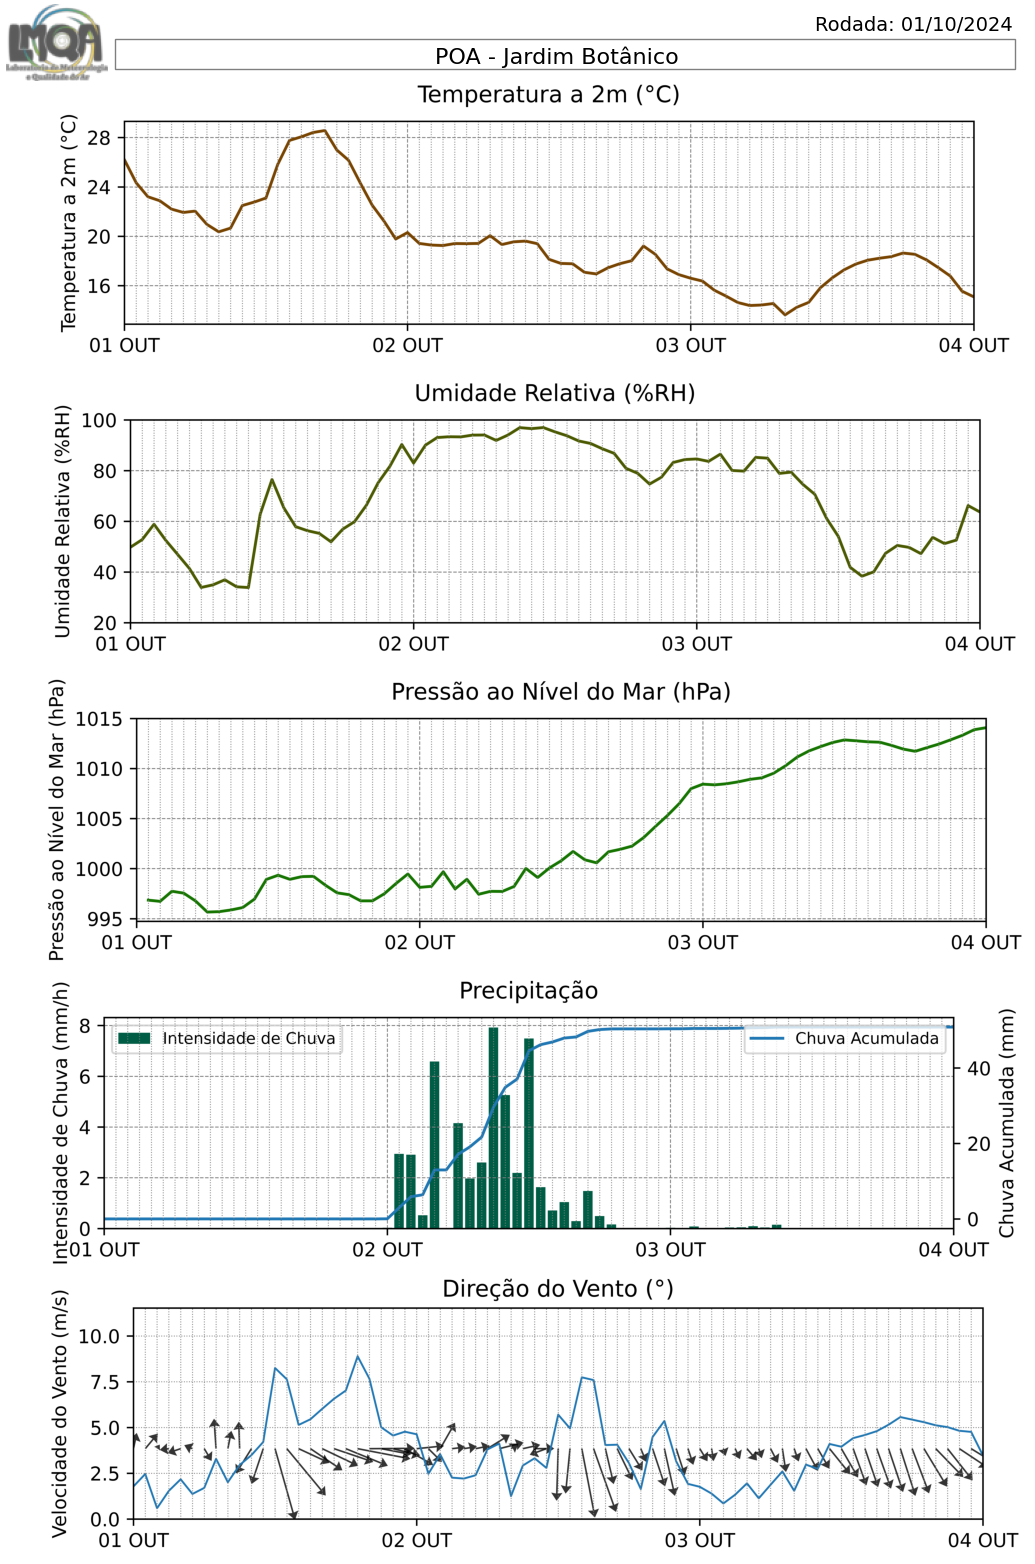 Rodada: 01/10/2024
LMQA
Laboratório de Meteorologia
e Qualidade do Ar
POA - Jardim Botânico
Temperatura a 2m (°C)
Temperatura a 2m (°C)
28
24
20
16
01 OUT 02 OUT 03 OUT 04 OUT
Umidade Relativa (%RH)
Umidade Relativa (%RH)
100
80
60
40
20
01 OUT 02 OUT 03 OUT 04 OUT
Pressão ao Nível do Mar (hPa)
Pressão ao Nível do Mar (hPa)
1015
1010
1005
1000
995
01 OUT 02 OUT 03 OUT 04 OUT
Precipitação
Intensidade de Chuva (mm/h)
8
6
4
2
0
Intensidade de Chuva
Chuva Acumulada
40
20
0
Chuva Acumulada (mm)
01 OUT 02 OUT 03 OUT 04 OUT
Direção do Vento (°)
Velocidade do Vento (m/s)
10.0
7.5
5.0
2.5
0.0
01 OUT 02 OUT 03 OUT 04 OUT